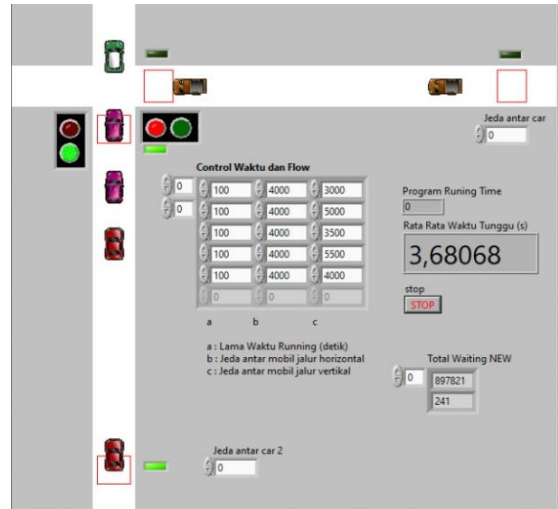 Jeda antar car
0
Control Waktu dan Flow
0 100 4000 3000
0 100 4000 5000
100 4000 3500
100 4000 5500
100 4000 4000
0 0 0
a b c
a : Lama Waktu Running (detik)
b : Jeda antar mobil jalur horizontal
c : Jeda antar mobil jalur vertikal
Program Runing Time
0
Rata Rata Waktu Tunggu (s)
3,68068
stop
STOP
Total Waiting NEW
0 897821
241
Jeda antar car 2
0